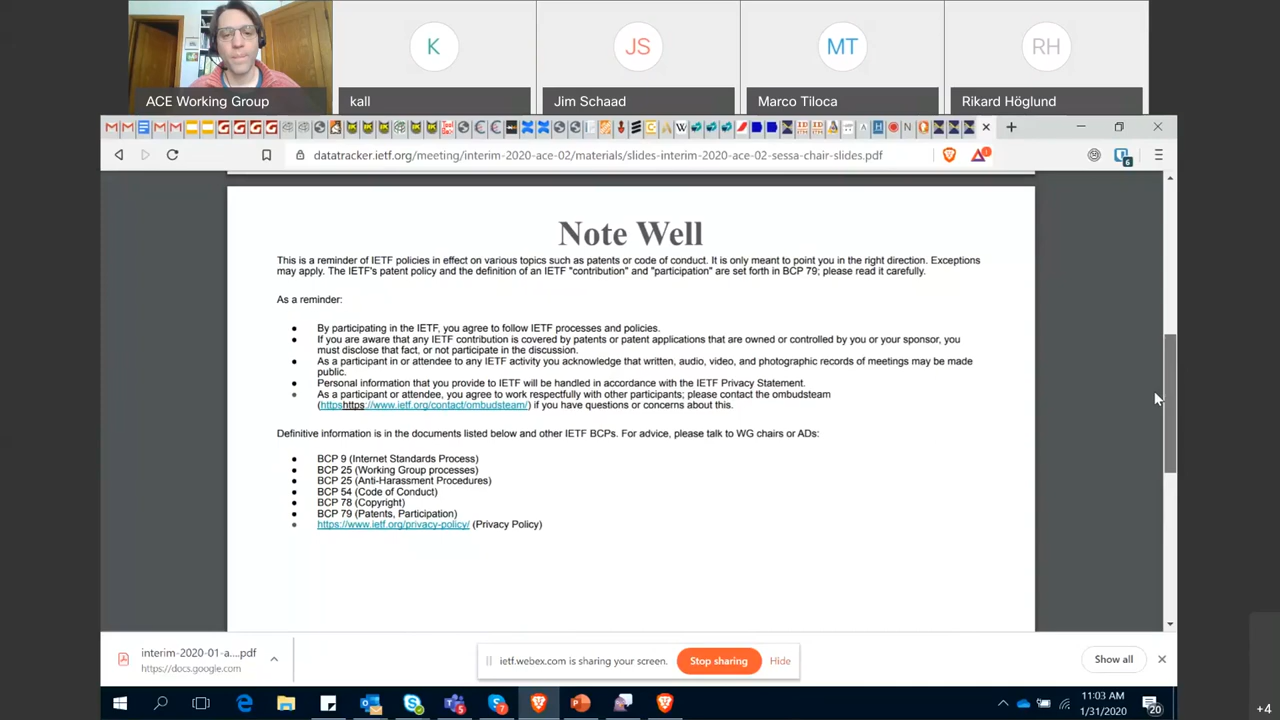 K
JS
MT
RH
ACE Working Group
kall
Jim Schaad
Marco Tiloca
Rikard Höglund
datatracker.ietf.org/meeting/interim-2020-ace-02/materials/slides-interim-2020-ace-02-sessa-chair-slides.pdf
6
Note Well
This is a reminder of IETF policies in effect on various topics such as patents or code of conduct. It is only meant to point you in the right direction. Exceptions
may apply. The IETF's patent policy and the definition of an IETF "contribution" and "participation" are set forth in BCP 79; please read it carefully.
As a reminder:
● By participating in the IETF, you agree to follow IETF processes and policies.
● If you are aware that any IETF contribution is covered by patents or patent applications that are owned or controlled by you or your sponsor, you
must disclose that fact, or not participate in the discussion.
● As a participant in or attendee to any IETF activity you acknowledge that written, audio, video, and photographic records of meetings may be made
public.
● Personal information that you provide to IETF will be handled in accordance with the IETF Privacy Statement.
● As a participant or attendee, you agree to work respectfully with other participants; please contact the ombudsteam
(httpshttps://www.ietf.org/contact/ombudsteam/) if you have questions or concerns about this.
Definitive information is in the documents listed below and other IETF BCPs. For advice, please talk to WG chairs or ADs:
● BCP 9 (Internet Standards Process)
● BCP 25 (Working Group processes)
● BCP 25 (Anti-Harassment Procedures)
● BCP 54 (Code of Conduct)
● BCP 78 (Copyright)
● BCP 79 (Patents, Participation)
● https://www.ietf.org/privacy-policy/ (Privacy Policy)
interim-2020-01-a....pdf
https://docs.google.com
ietf.webex.com is sharing your screen.
Stop sharing
Hide
Show all
11:03 AM
1/31/2020
20
+4